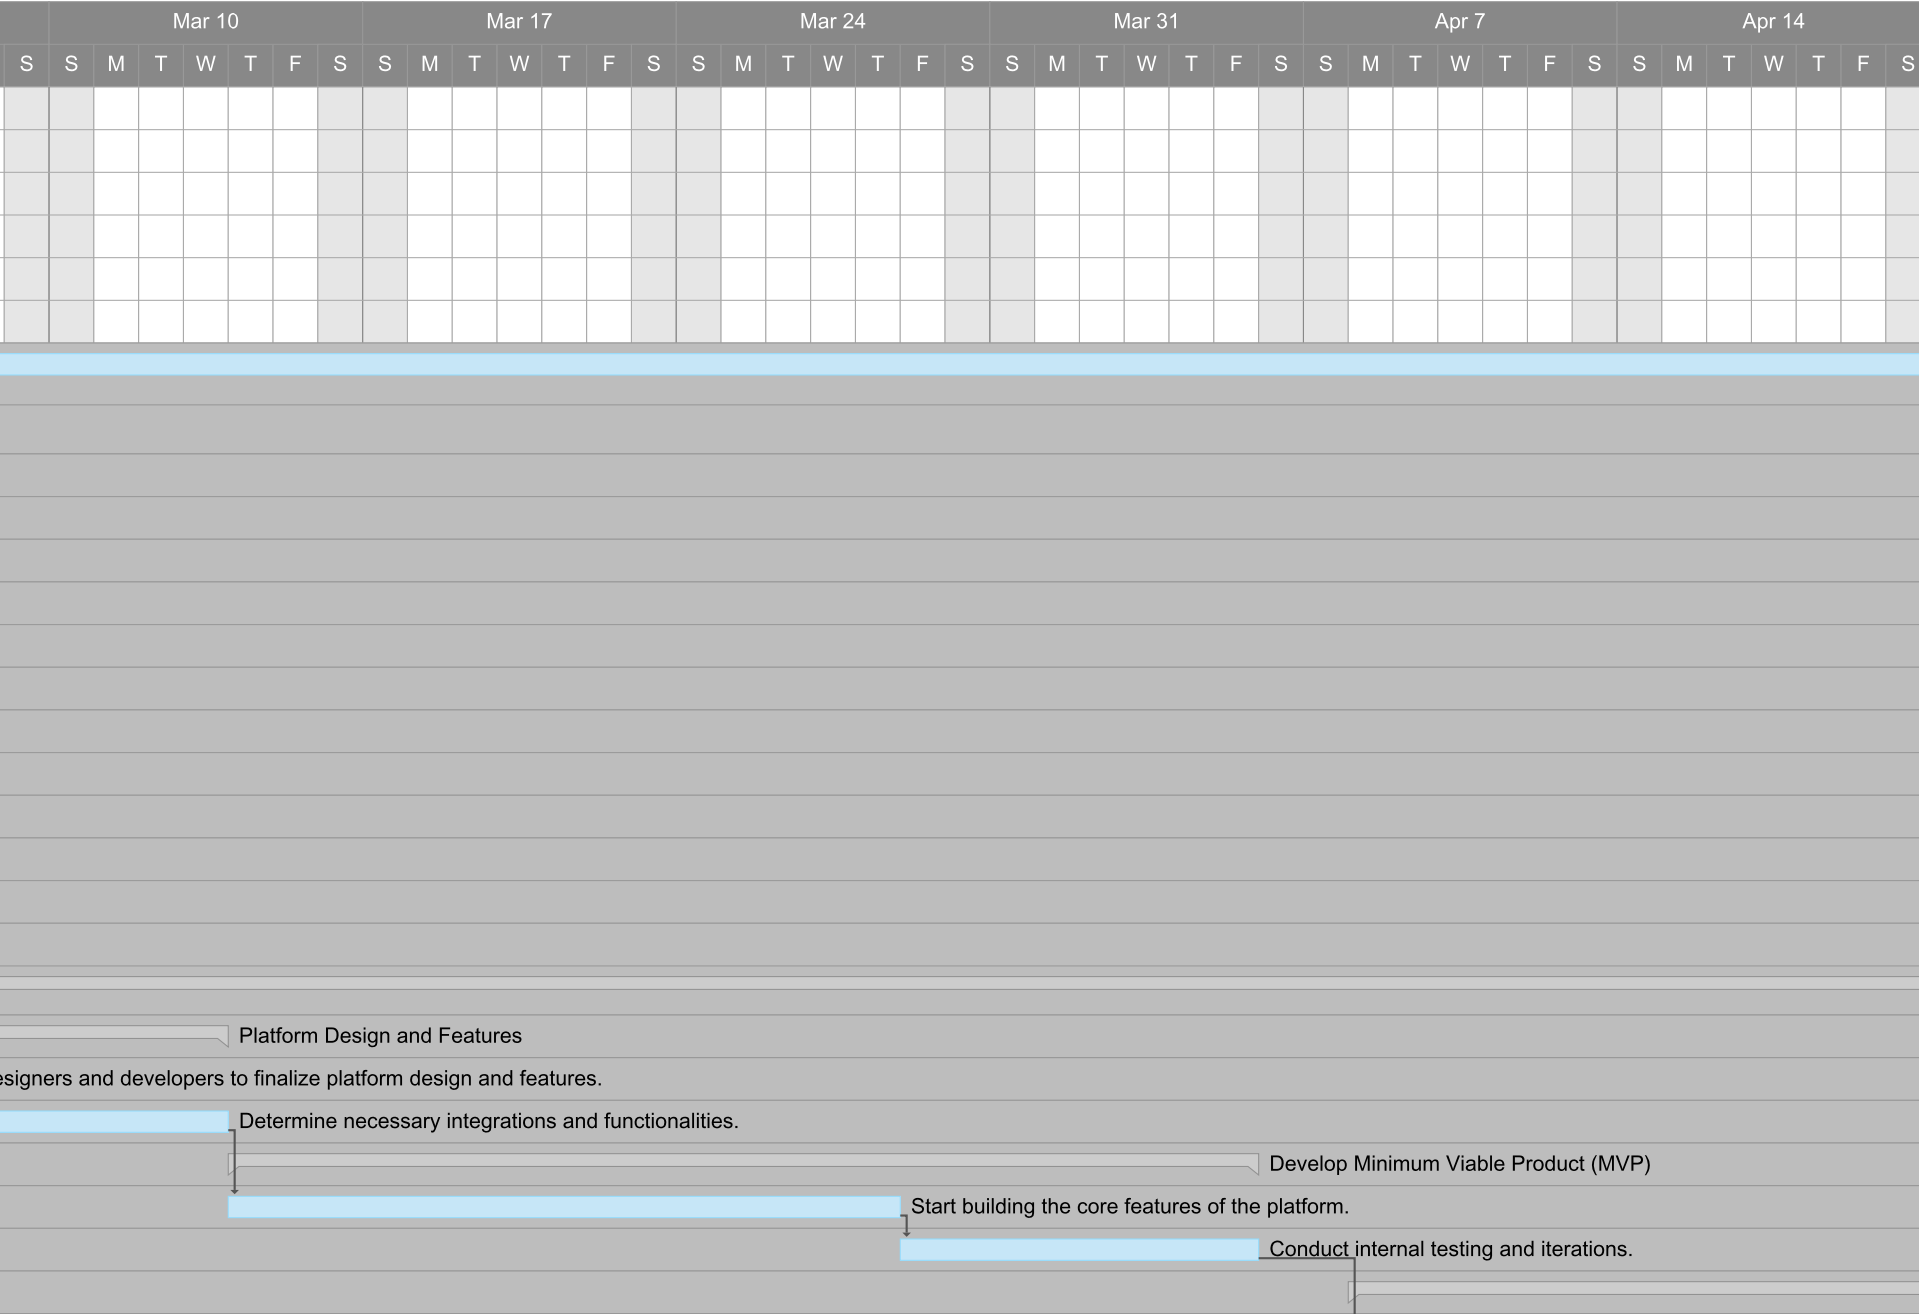 Mar 10 Mar 17 Mar 24 Mar 31 Apr 7 Apr 14
S S M T W T F S S M T W T F S S M T W T F S S M T W T F S S M T W T F S S M T W T F S
Platform Design and Features
esigners and developers to finalize platform design and features.
Determine necessary integrations and functionalities.
Develop Minimum Viable Product (MVP)
Start building the core features of the platform.
Conduct internal testing and iterations.